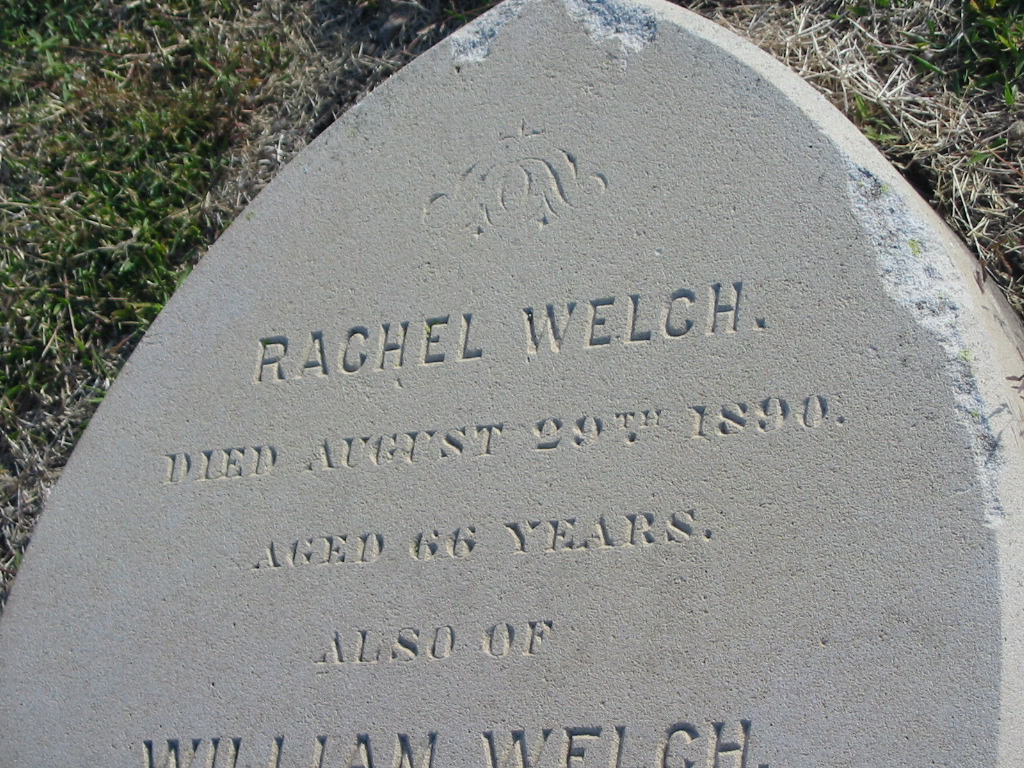 RACHEL WELCH.
DIED AUGUST 29TH 1890.
AGED 66 YEARS.
ALSO OF
WILLIAM WELCH.